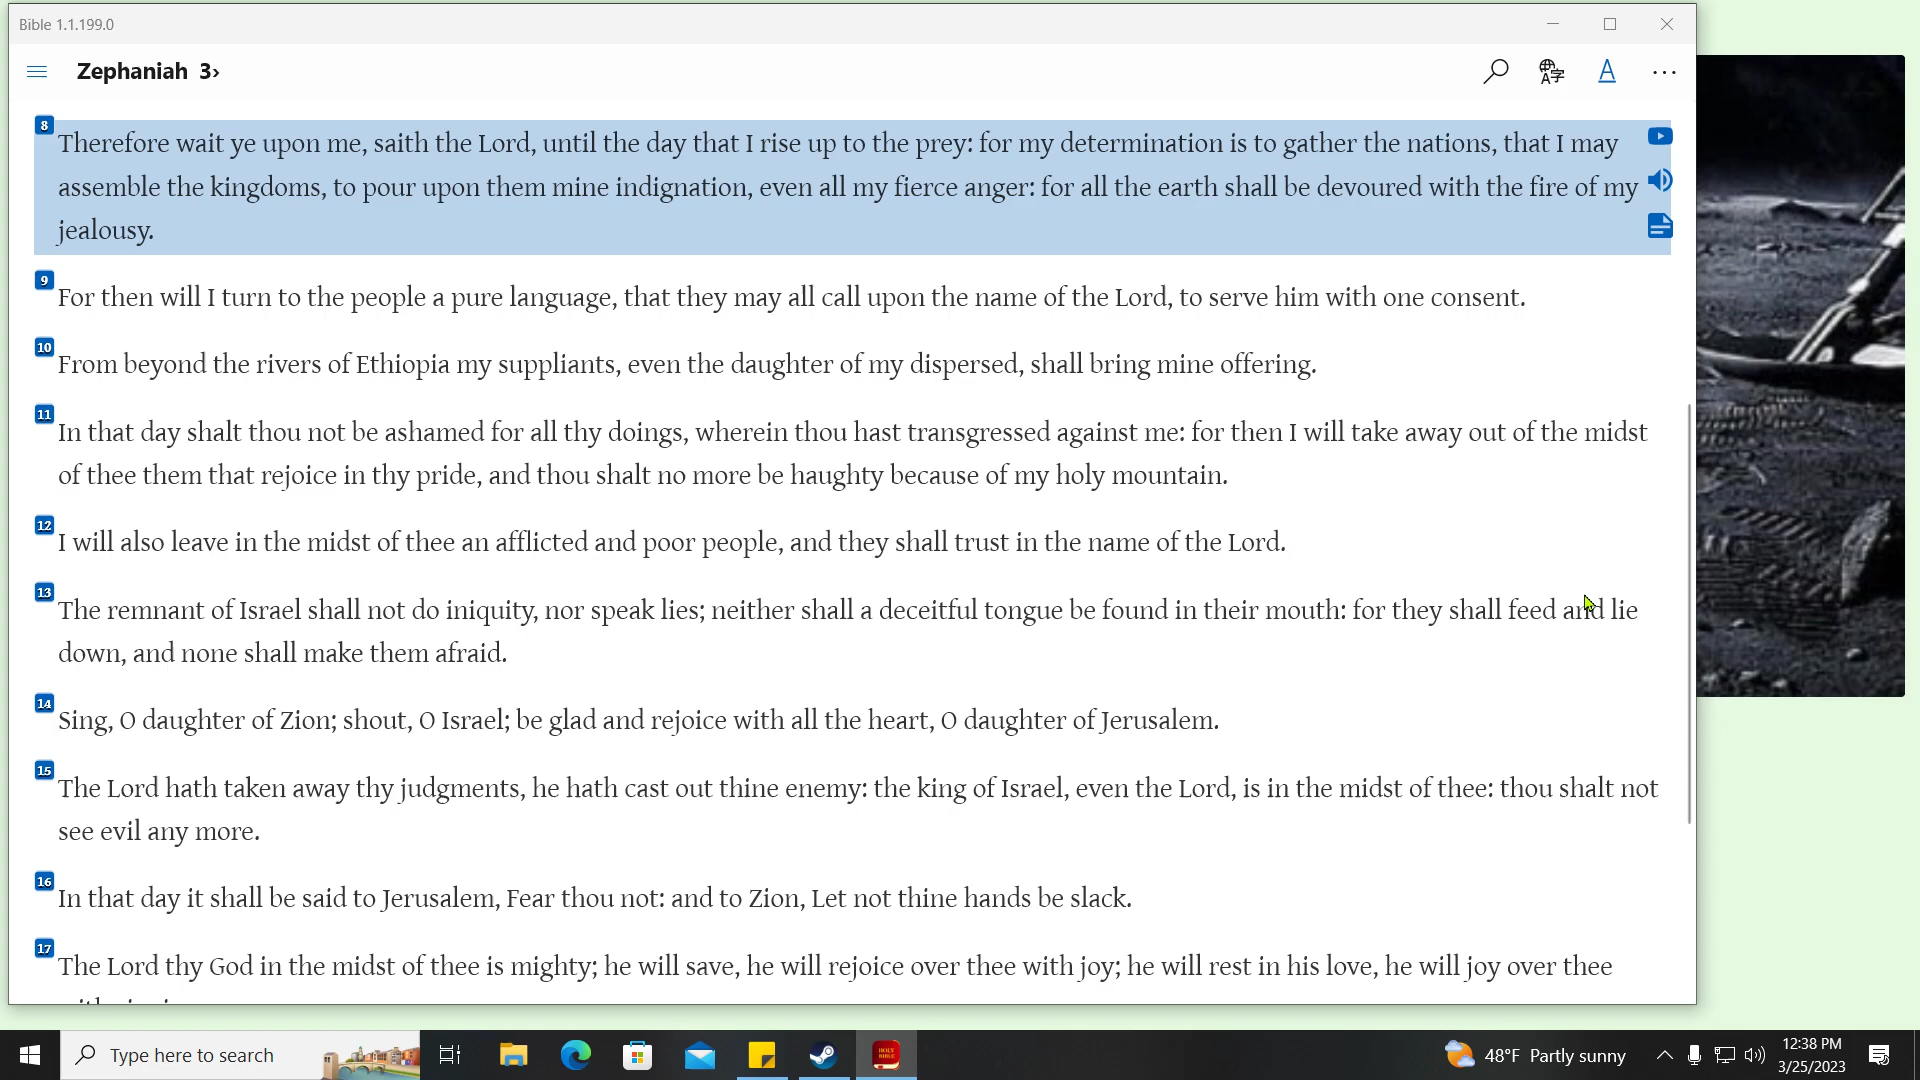 Bible 1.1.199.0
Zephaniah 3›
8
Therefore wait ye upon me, saith the Lord, until the day that I rise up to the prey: for my determination is to gather the nations, that I may
assemble the kingdoms, to pour upon them mine indignation, even all my fierce anger: for all the earth shall be devoured with the fire of my
jealousy.
9
For then will I turn to the people a pure language, that they may all call upon the name of the Lord, to serve him with one consent.
10
From beyond the rivers of Ethiopia my suppliants, even the daughter of my dispersed, shall bring mine offering.
11
In that day shalt thou not be ashamed for all thy doings, wherein thou hast transgressed against me: for then I will take away out of the midst
of thee them that rejoice in thy pride, and thou shalt no more be haughty because of my holy mountain.
12
I will also leave in the midst of thee an afflicted and poor people, and they shall trust in the name of the Lord.
13
The remnant of Israel shall not do iniquity, nor speak lies; neither shall a deceitful tongue be found in their mouth: for they shall feed and lie
down, and none shall make them afraid.
14
Sing, O daughter of Zion; shout, O Israel; be glad and rejoice with all the heart, O daughter of Jerusalem.
15
The Lord hath taken away thy judgments, he hath cast out thine enemy: the king of Israel, even the Lord, is in the midst of thee: thou shalt not
see evil any more.
16
In that day it shall be said to Jerusalem, Fear thou not: and to Zion, Let not thine hands be slack.
17
The Lord thy God in the midst of thee is mighty; he will save, he will rejoice over thee with joy; he will rest in his love, he will joy over thee
Type here to search
HOLY BIBLE
48°F Partly sunny
12:38 PM
3/25/2023